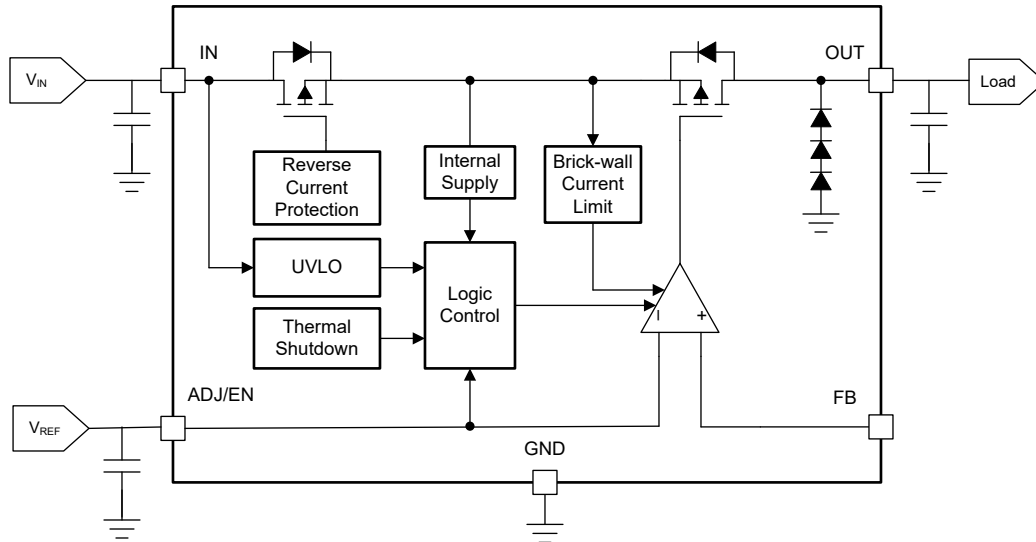 IN
OUT
V_IN
Load
Reverse
Current
Protection
Internal
Supply
Brick-wall
Current
Limit
UVLO
Logic
Control
Thermal
Shutdown
ADJ/EN
FB
V_REF
GND